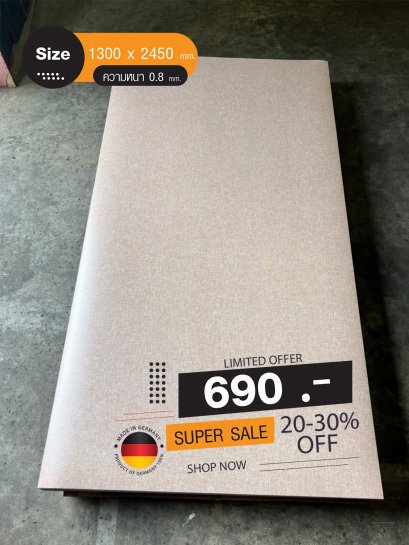 Size
1300 x 2450 mm.
ความหนา 0.8 mm.
LIMITED OFFER
690 .-
SUPER SALE
20-30%
OFF
SHOP NOW
MADE IN GERMANY
PRODUCT OF GERMANY 100%